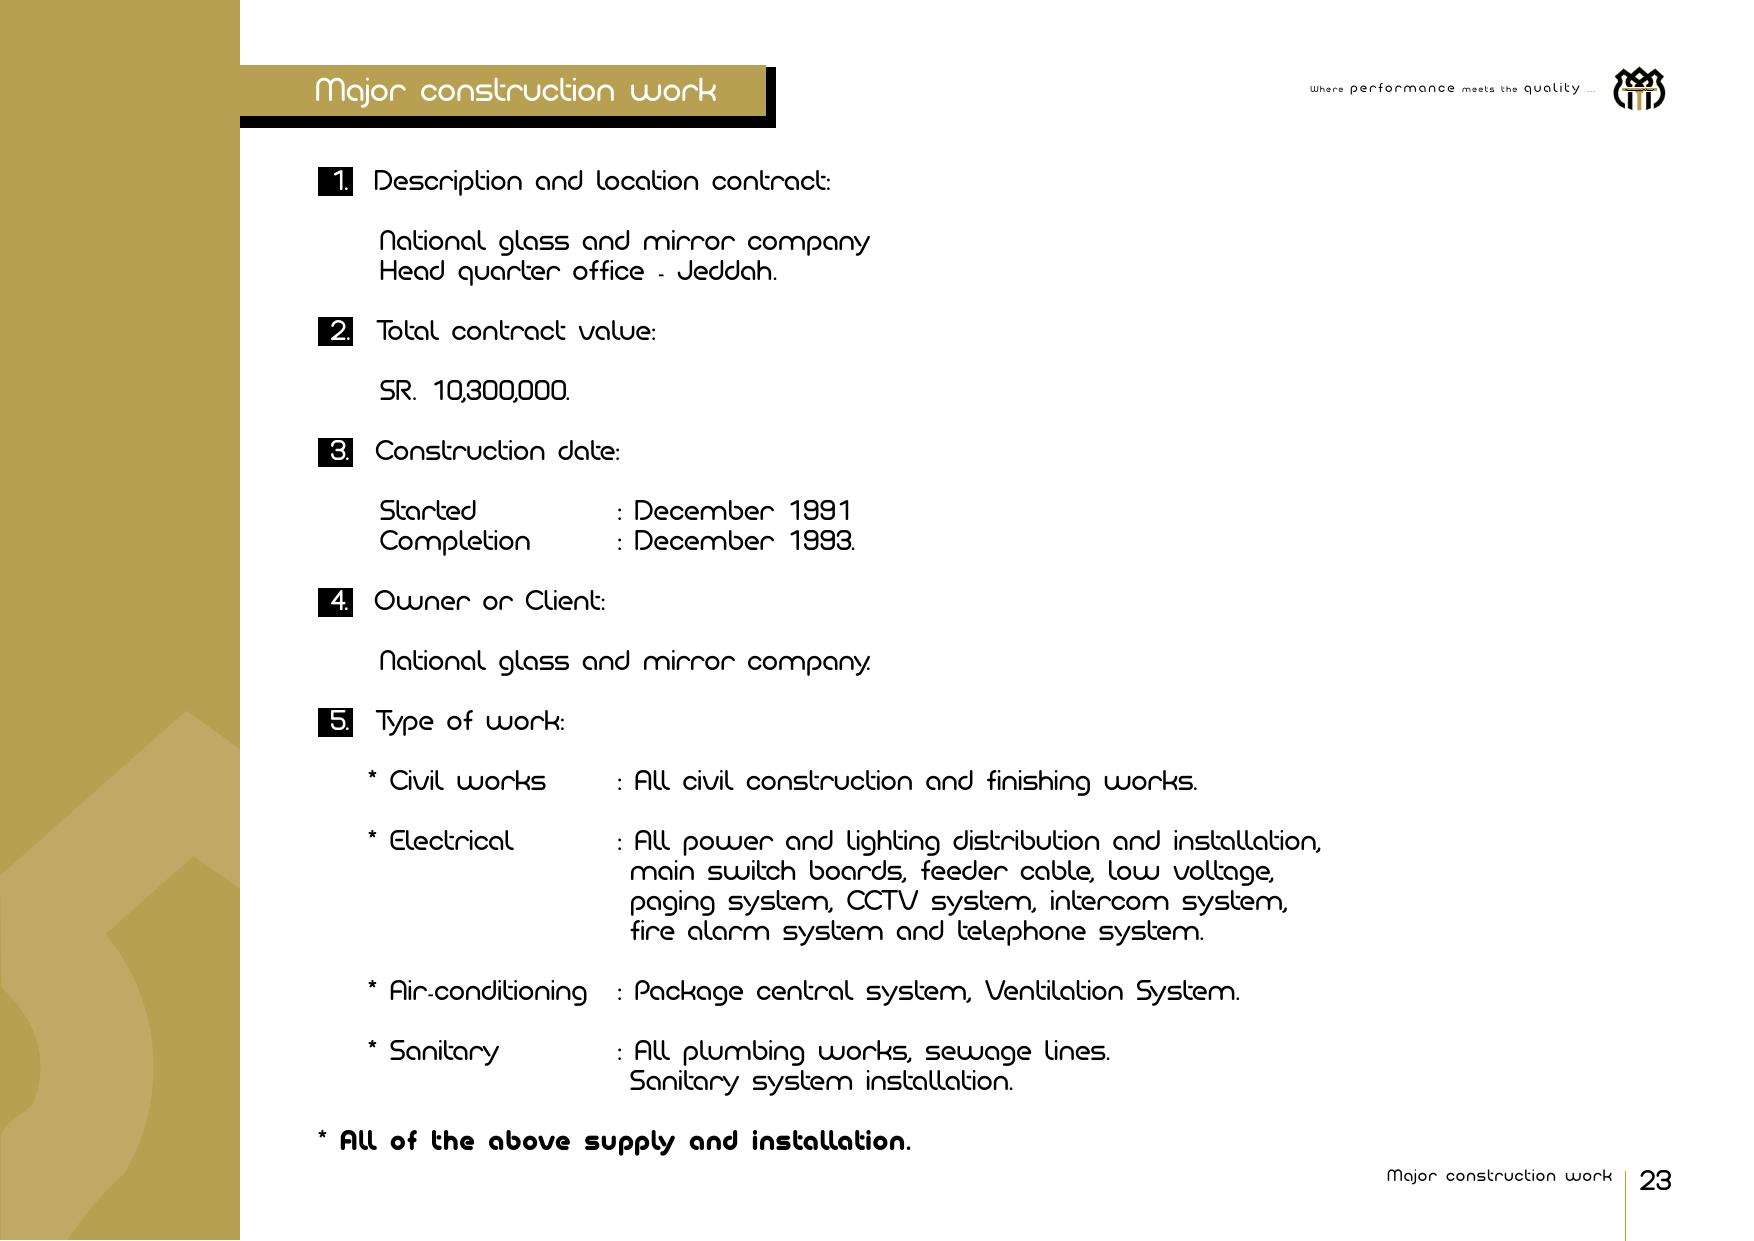 Major construction work
Where performance meets the quality ...
1. Description and location contract:
National glass and mirror company
Head quarter office - Jeddah.
2. Total contract value:
SR. 10,300,000.
3. Construction date:
Started : December 1991
Completion : December 1993.
4. Owner or Client:
National glass and mirror company.
5. Type of work:
* Civil works : All civil construction and finishing works.
* Electrical : All power and lighting distribution and installation,
main switch boards, feeder cable, low voltage,
paging system, CCTV system, intercom system,
fire alarm system and telephone system.
* Air-conditioning : Package central system, Ventilation System.
* Sanitary : All plumbing works, sewage lines.
Sanitary system installation.
* All of the above supply and installation.
Major construction work 23